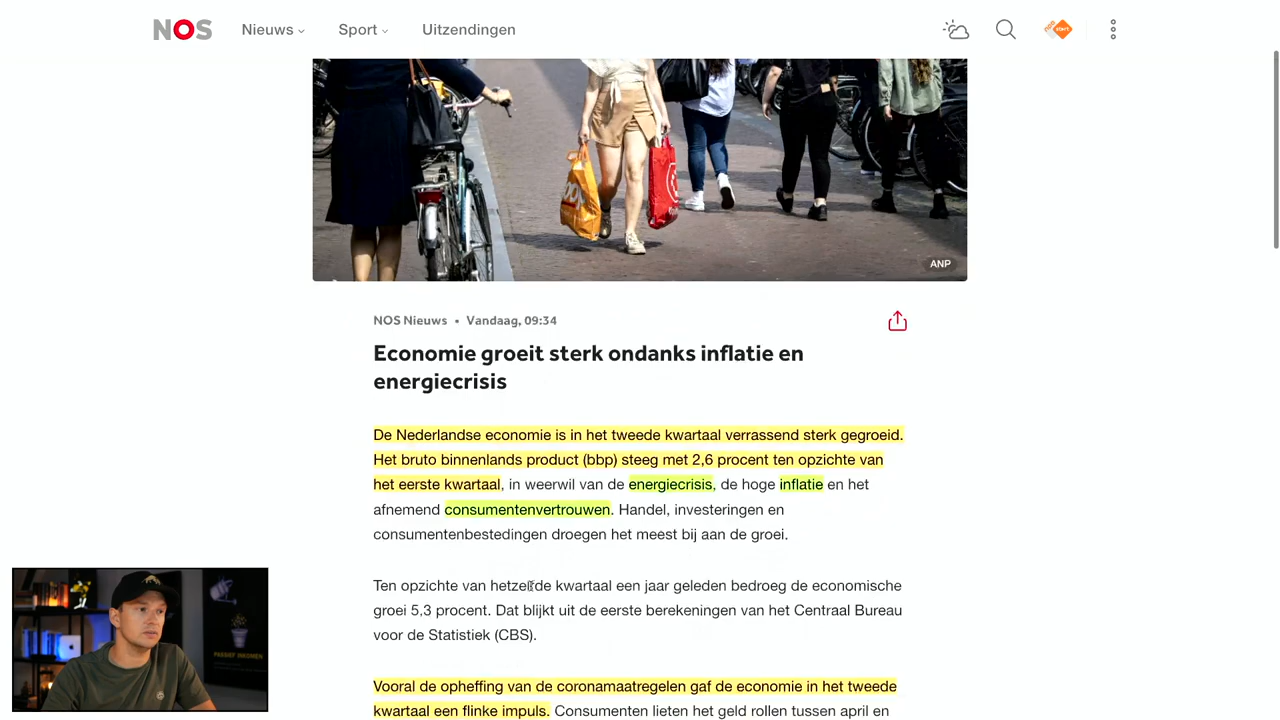 NOS
Nieuws
Sport
Uitzendingen
start
ANP
NOS Nieuws • Vandaag, 09:34
Economie groeit sterk ondanks inflatie en
energiecrisis
De Nederlandse economie is in het tweede kwartaal verrassend sterk gegroeid.
Het bruto binnenlands product (bbp) steeg met 2,6 procent ten opzichte van
het eerste kwartaal, in weerwil van de energiecrisis, de hoge inflatie en het
afnemend consumentenvertrouwen. Handel, investeringen en
consumentenbestedingen droegen het meest bij aan de groei.
Ten opzichte van hetzelfde kwartaal een jaar geleden bedroeg de economische
groei 5,3 procent. Dat blijkt uit de eerste berekeningen van het Centraal Bureau
voor de Statistiek (CBS).
Vooral de opheffing van de coronamaatregelen gaf de economie in het tweede
kwartaal een flinke impuls. Consumenten lieten het geld rollen tussen april en
PASSIEF INKOMEN